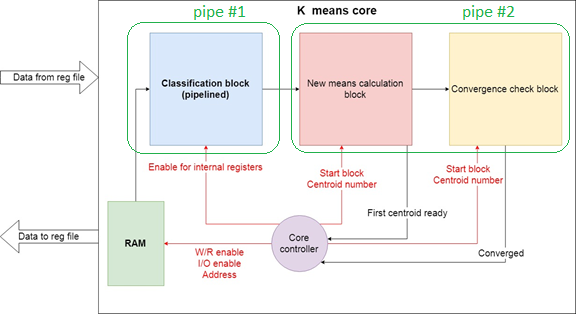 pipe #1
K means core
pipe #2
Data from reg file
Classification block
(pipelined)
New means calculation
block
Convergence check block
Enable for internal registers
Start block
Centroid number
Start block
Centroid number
First centroid ready
Data to reg file
RAM
W/R enable
I/O enable
Address
Core
controller
Converged